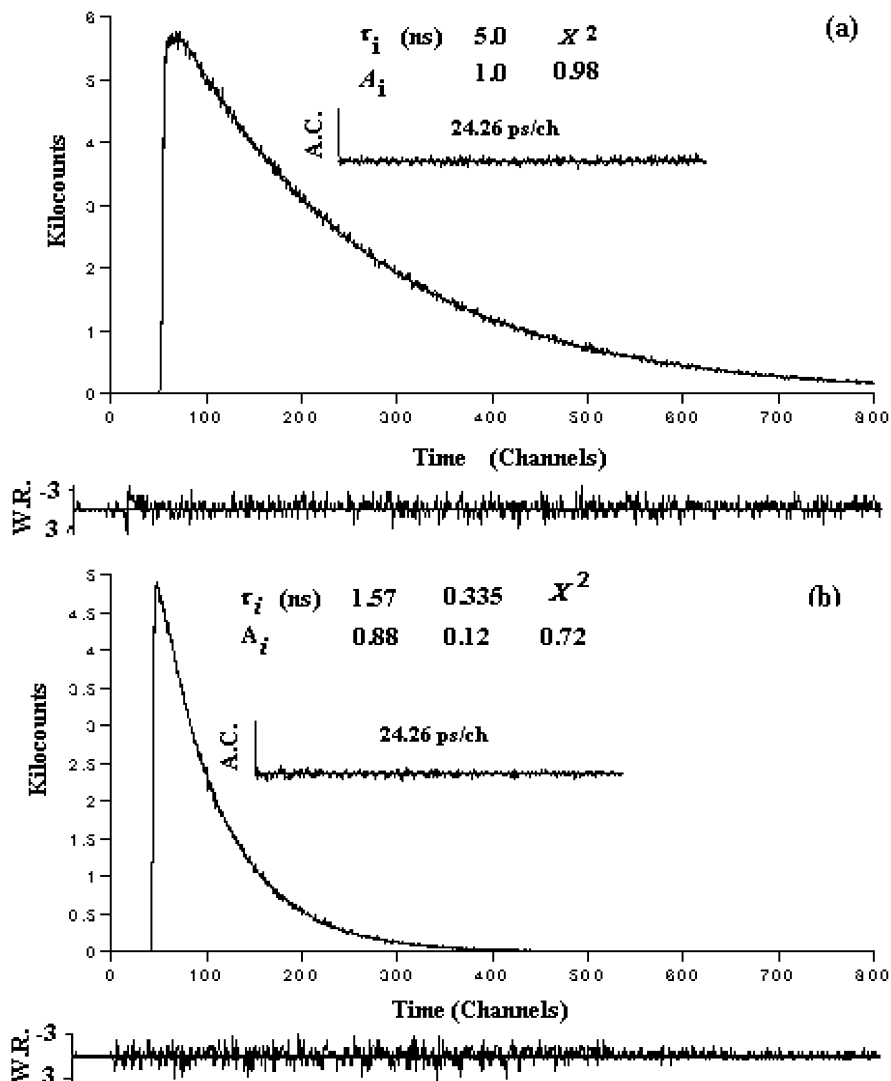 (a)
τi (ns) 5.0 X 2
Ai 1.0 0.98
A.C.
24.26 ps/ch
Kilocounts
6
5
4
3
2
1
0
0 100 200 300 400 500 600 700 800
Time (Channels)
W.R.
-3
3
(b)
τi (ns) 1.57 0.335 X2
Ai 0.88 0.12 0.72
A.C.
24.26 ps/ch
Kilocounts
5
4.5
4
3.5
3
2.5
2
1.5
1
0.5
0
0 100 200 300 400 500 600 700 800
Time (Channels)
W.R.
-3
3